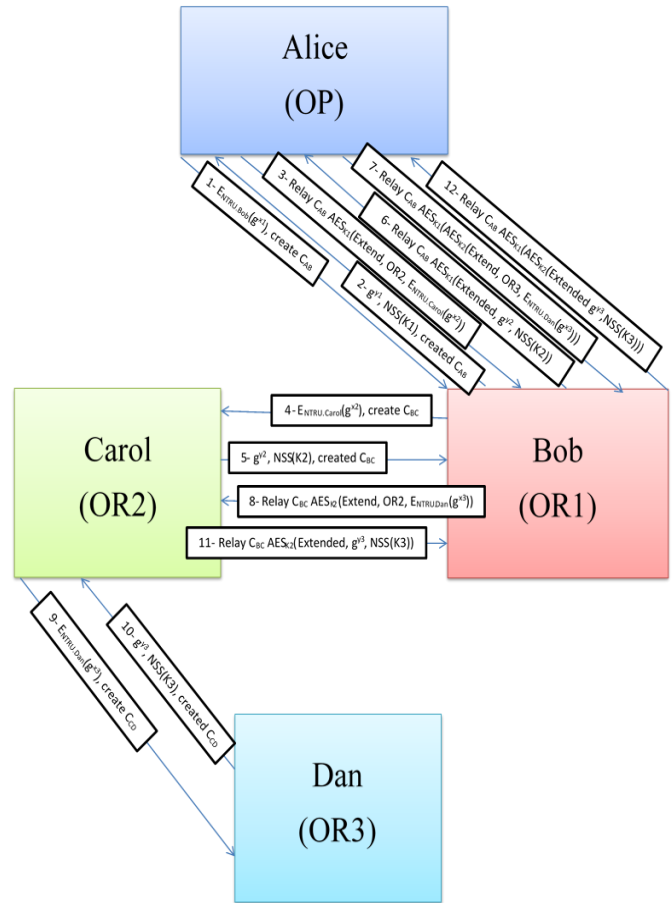 Alice
(OP)
1- E_NTRU.Bob(g^x1), create C_AB
2- g^y1, NSS(K1), created C_AB
3- Relay C_AB AES_K1(Extend, OR2, E_NTRU.Carol(g^x2))
6- Relay C_AB AES_K1(Extended, g^y2, NSS(K2))
7- Relay C_AB AES_K1(AES_K2(Extend, OR3, E_NTRU.Dan(g^x3)))
12- Relay C_AB AES_K1(AES_K2(Extended g^y3,NSS(K3)))
Carol
(OR2)
4- E_NTRU.Carol(g^x2), create C_BC
5- g^y2, NSS(K2), created C_BC
8- Relay C_BC AES_K2(Extend, OR2, E_NTRU.Dan(g^x3))
11- Relay C_BC AES_K2(Extended, g^y3, NSS(K3))
Bob
(OR1)
9- E_NTRU.Dan(g^x3), create C_CD
10- g^y3, NSS(K3), created C_CD
Dan
(OR3)